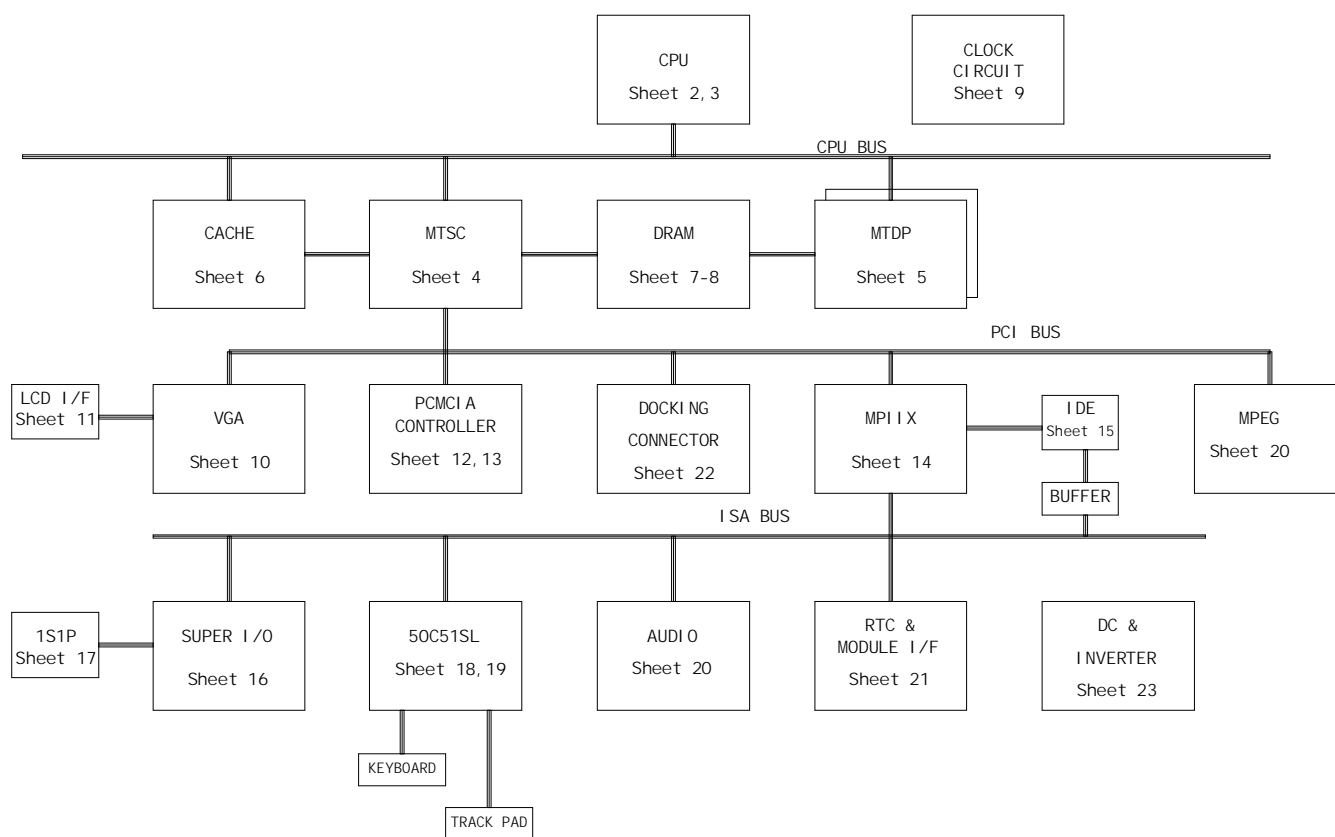 CPU
Sheet 2,3
CLOCK
CIRCUIT
Sheet 9
CPU BUS
CACHE
Sheet 6
MTSC
Sheet 4
DRAM
Sheet 7-8
MTDP
Sheet 5
PCI BUS
LCD I/F
Sheet 11
VGA
Sheet 10
PCMCIA
CONTROLLER
Sheet 12,13
DOCKING
CONNECTOR
Sheet 22
MPIIX
Sheet 14
IDE
Sheet 15
BUFFER
MPEG
Sheet 20
ISA BUS
1S1P
Sheet 17
SUPER I/O
Sheet 16
50C51SL
Sheet 18,19
AUDIO
Sheet 20
RTC &
MODULE I/F
Sheet 21
DC &
INVERTER
Sheet 23
KEYBOARD
TRACK PAD